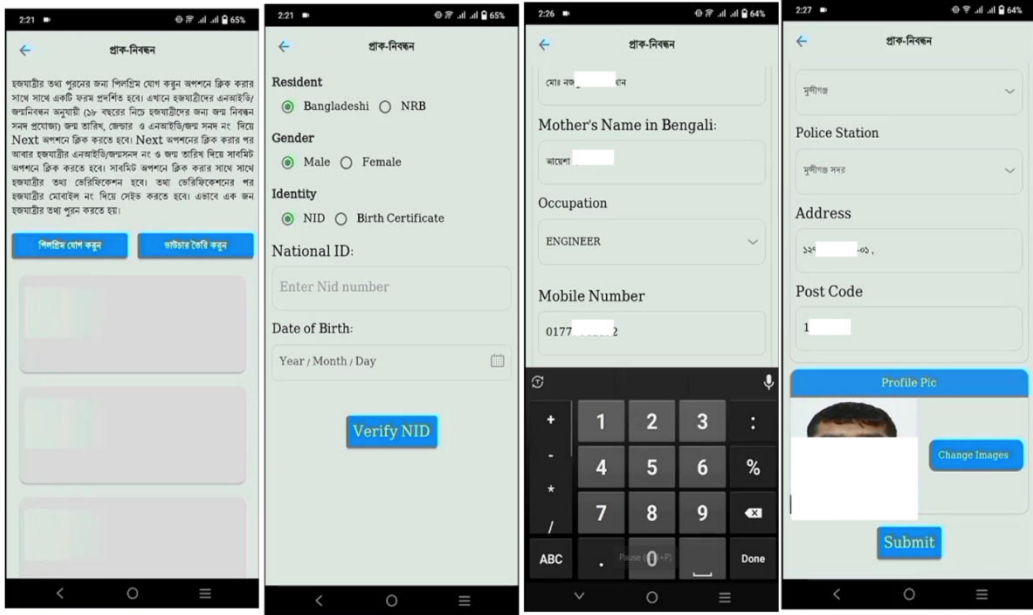 2:21 65%
প্রাক-নিবন্ধন
হজযাত্রীর তথ্য পুরনের জন্য পিলগ্রিম যোগ করুন অপশনে ক্লিক করার
সাথে সাথে একটি ফরম প্রদর্শিত হবে। এখানে হজযাত্রীদের এনআইডি/
জন্মনিবন্ধন অনুযায়ী (১৮ বছরের নিচে হজযাত্রীদের জন্য জন্ম নিবন্ধন
সনদ প্রযোজ্য) জন্ম তারিখ, জেন্ডার ও এনআইডি/জন্ম সনদ নং দিয়ে
Next অপশনে ক্লিক করতে হবে। Next অপশনের ক্লিক করার পর
আবার হজযাত্রীর এনআইডি/জন্মসনদ নং ও জন্ম তারিখ দিয়ে সাবমিট
অপশনে ক্লিক করতে হবে। সাবমিট অপশনে ক্লিক করার সাথে সাথে
হজযাত্রীর তথ্য ভেরিফিকেশন হবে। তথ্য ভেরিফিকেশনের পর
হজযাত্রীর মোবাইল নং দিয়ে সেইভ করতে হবে। এভাবে এক জন
হজযাত্রীর তথ্য পুরন করতে হয়।
পিলগ্রিম যোগ করুন ভাউচার তৈরি করুন
2:21 65%
প্রাক-নিবন্ধন
Resident
Bangladeshi NRB
Gender
Male Female
Identity
NID Birth Certificate
National ID:
Enter Nid number
Date of Birth:
Year / Month / Day
Verify NID
2:26 64%
প্রাক-নিবন্ধন
মোঃ নজ
Mother's Name in Bengali:
আয়েশা
Occupation
ENGINEER
Mobile Number
0177 2
+ 1 2 3 :
- 4 5 6 %
*
/ 7 8 9
ABC . 0 Done
2:27 64%
প্রাক-নিবন্ধন
মুন্সীগঞ্জ
Police Station
মুন্সীগঞ্জ সদর
Address
১২৭ -০১ ,
Post Code
1
Profile Pic
Change Images
Submit